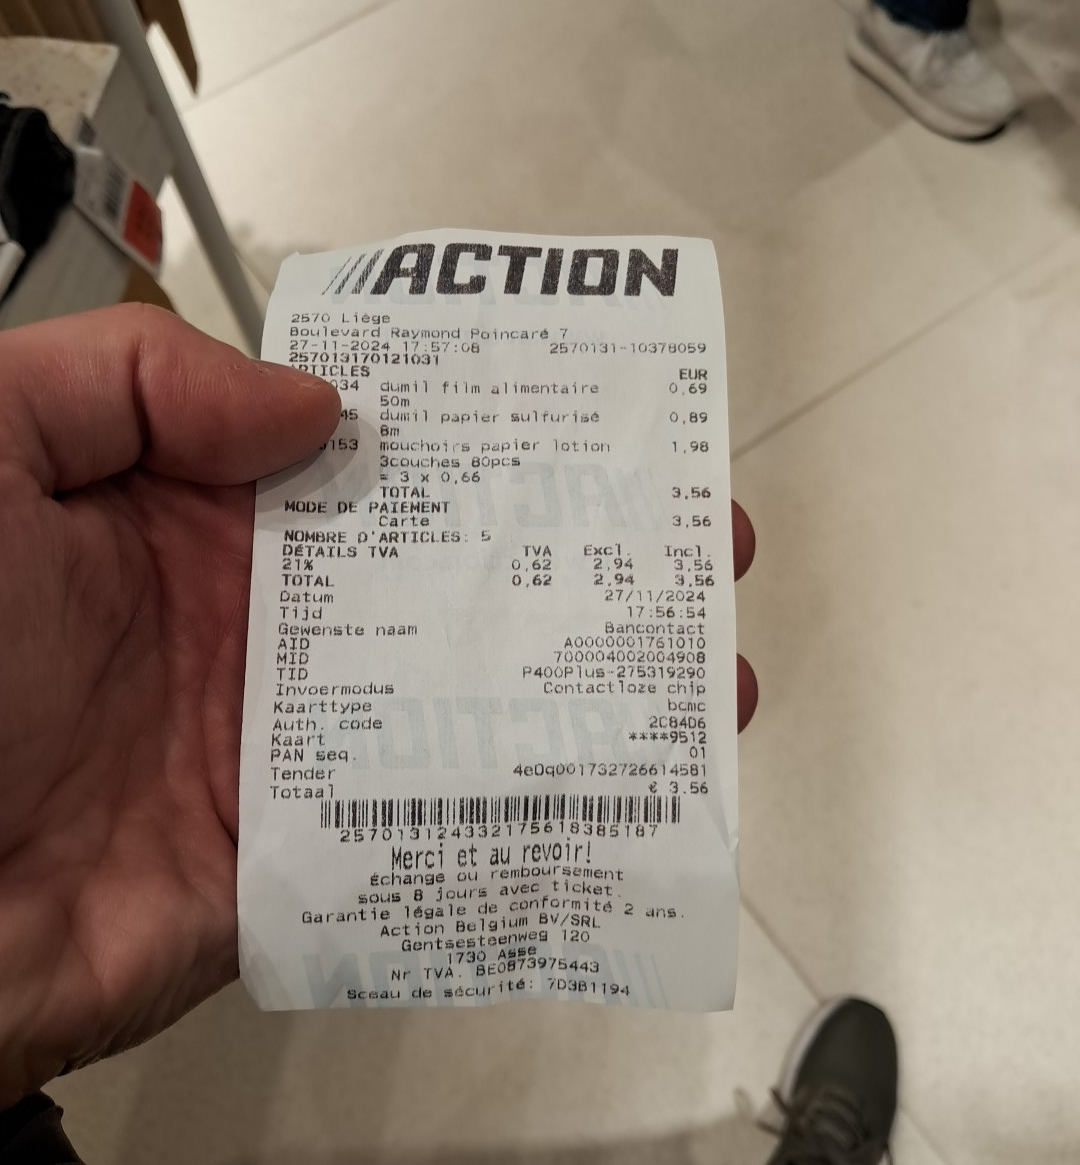 ///ACTION
2570 Liège
Boulevard Raymond Poincaré 7
27-11-2024 17:57:08 2570131-10378059
257013170121031
ARTICLES EUR
034 dumil film alimentaire 0,69
50m
45 dumil papier sulfurisé 0,89
8m
153 mouchoirs papier lotion 1,98
3couches 80pcs
= 3 x 0,66
TOTAL 3,56
MODE DE PAIEMENT
Carte 3,56
NOMBRE D'ARTICLES: 5
DÉTAILS TVA TVA Excl. Incl.
21% 0,62 2,94 3,56
TOTAL 0,62 2,94 3,56
Datum 27/11/2024
Tijd 17:56:54
Gewenste naam Bancontact
AID A0000001761010
MID 700004002004908
TID P400Plus-275319290
Invoermodus Contactloze chip
Kaarttype bcmc
Auth. code 2C84D6
Kaart ****9512
PAN seq. 01
Tender 4e0q001732726614581
Totaal € 3.56
257013124332175618385187
Merci et au revoir!
Échange ou remboursement
sous 8 jours avec ticket.
Garantie légale de conformité 2 ans.
Action Belgium BV/SRL
Gentsesteenweg 120
1730 Asse
Nr TVA. BE0873975443
Sceau de sécurité: 7D3B1194